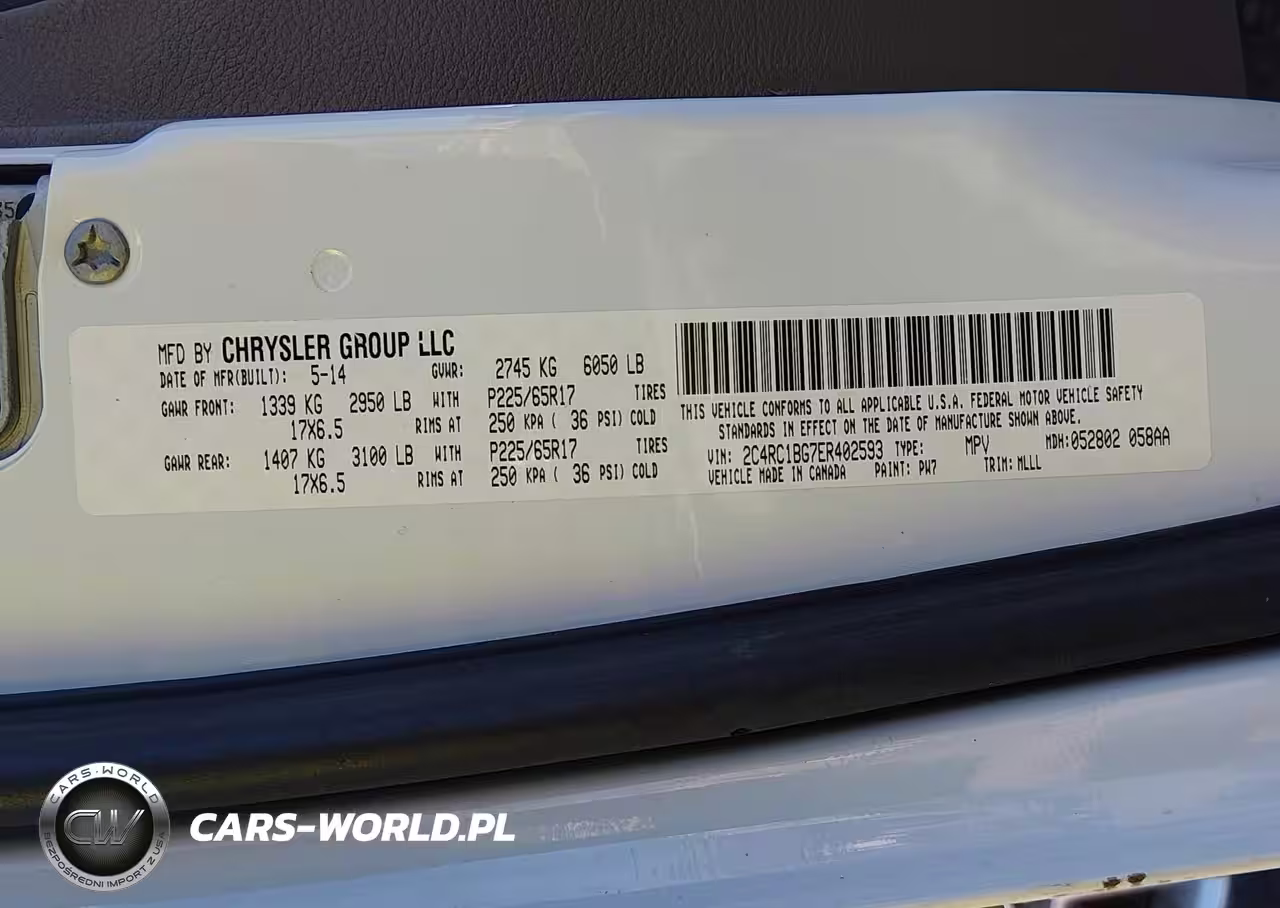 35
MFD BY CHRYSLER GROUP LLC
DATE OF MFR(BUILT): 5-14 GVWR: 2745 KG 6050 LB
GAWR FRONT: 1339 KG 2950 LB WITH P225/65R17 TIRES
17X6.5 RIMS AT 250 KPA ( 36 PSI) COLD
GAWR REAR: 1407 KG 3100 LB WITH P225/65R17 TIRES
17X6.5 RIMS AT 250 KPA ( 36 PSI) COLD
THIS VEHICLE CONFORMS TO ALL APPLICABLE U.S.A. FEDERAL MOTOR VEHICLE SAFETY
STANDARDS IN EFFECT ON THE DATE OF MANUFACTURE SHOWN ABOVE.
VIN: 2C4RC1BG7ER402593 TYPE: MPV MDH:052802 058AA
VEHICLE MADE IN CANADA PAINT: PW7 TRIM: MLLL
CARS-WORLD
CW
BEZPOŚREDNI IMPORT Z USA
CARS-WORLD.PL